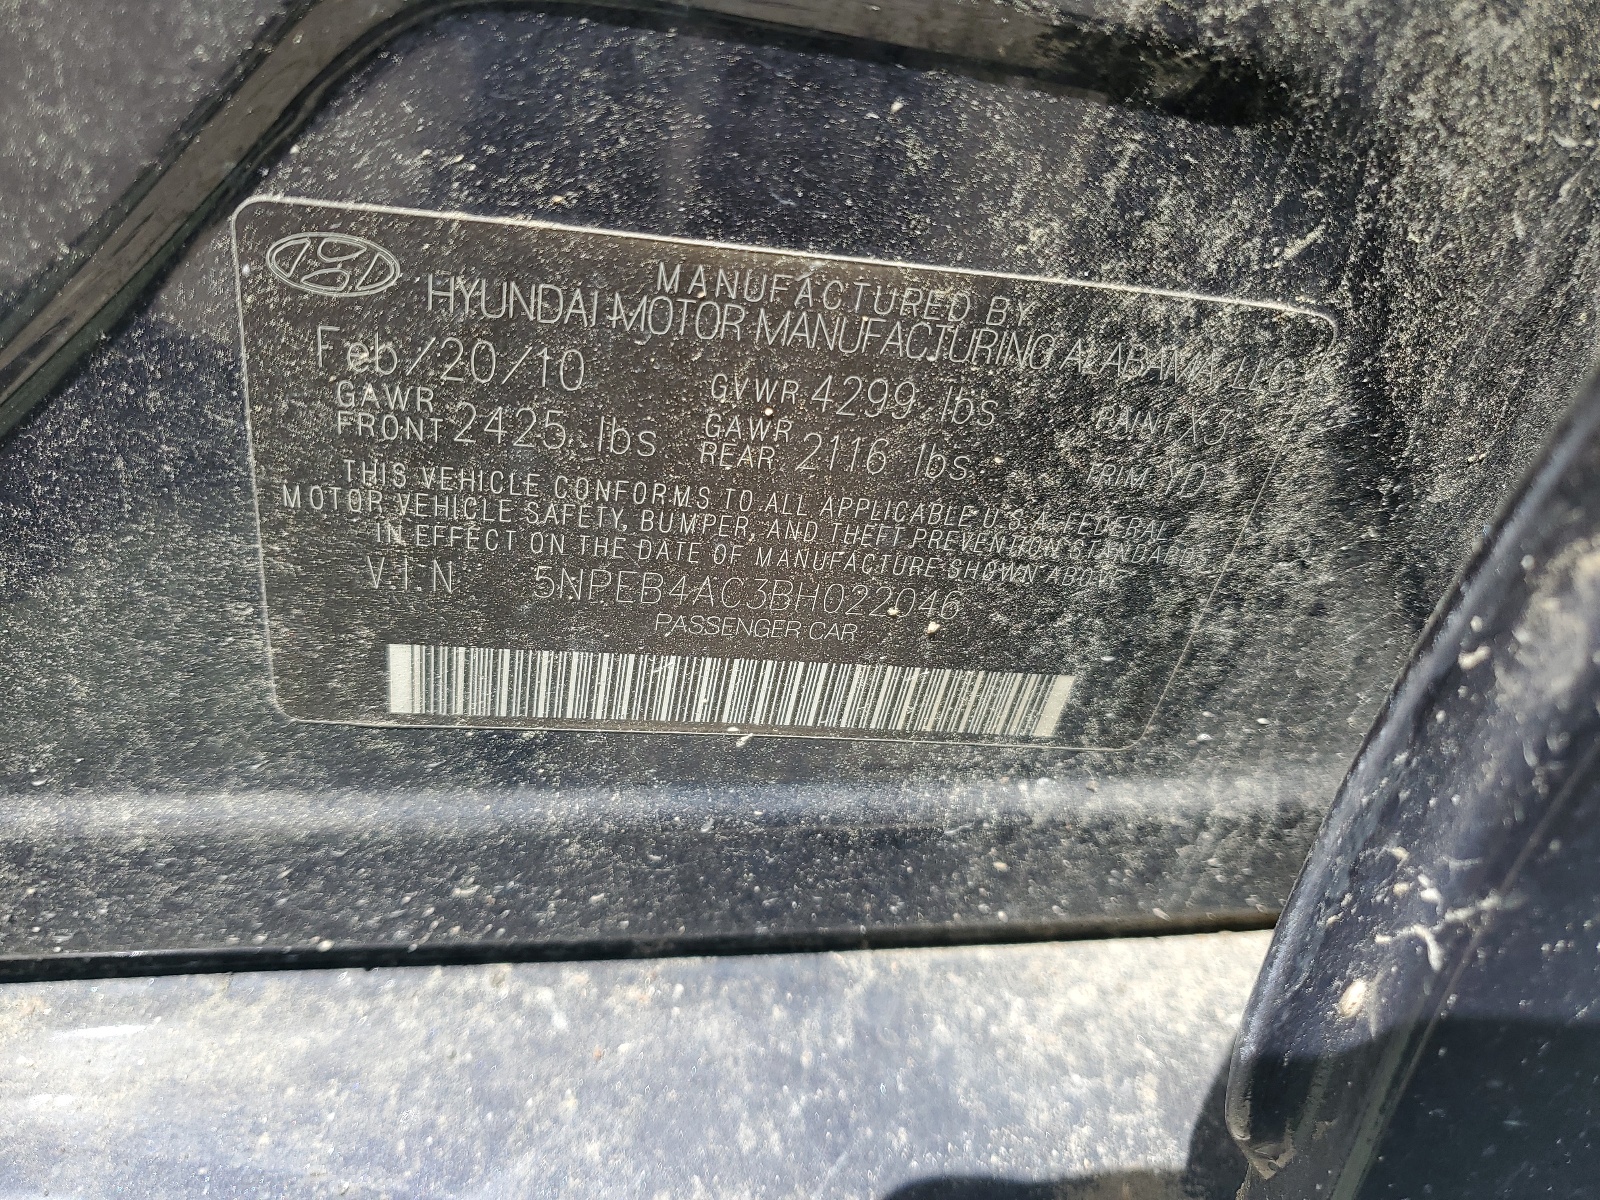 MANUFACTURED BY
HYUNDAI MOTOR MANUFACTURING ALABAMA, LLC
Feb/20/10 GVWR 4299 lbs PAINT X3
GAWR FRONT 2425 lbs GAWR REAR 2116 lbs TRIM YD
THIS VEHICLE CONFORMS TO ALL APPLICABLE U.S.A. FEDERAL
MOTOR VEHICLE SAFETY, BUMPER, AND THEFT PREVENTION STANDARDS
IN EFFECT ON THE DATE OF MANUFACTURE SHOWN ABOVE
V.I.N 5NPEB4AC3BH022046
PASSENGER CAR